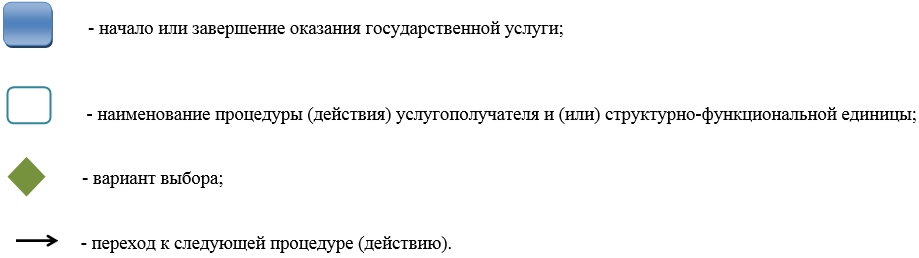 - начало или завершение оказания государственной услуги;
- наименование процедуры (действия) услугополучателя и (или) структурно-функциональной единицы;
- вариант выбора;
- переход к следующей процедуре (действию).